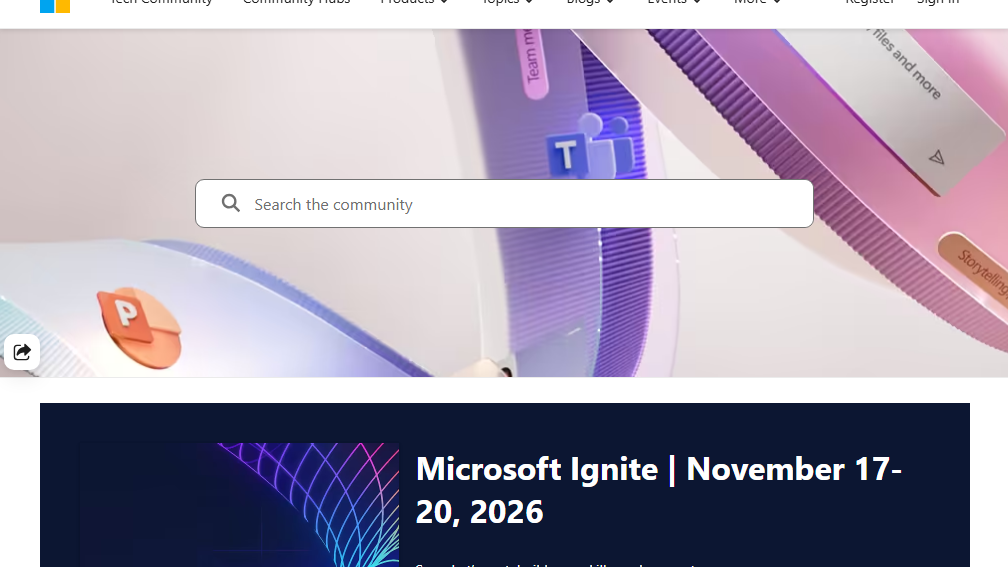 Tech Community Community Hubs Products Topics Blogs Events More Register Sign In
Team me
files and more
T
Search the community
Storytelling
P
Microsoft Ignite | November 17-
20, 2026